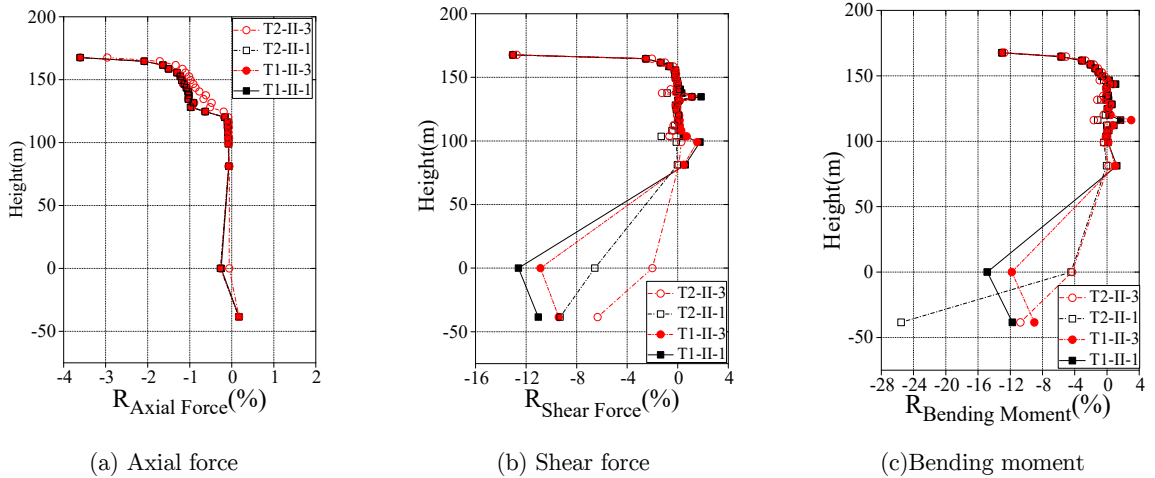 200
150
100
50
0
-50
Height(m)
-4
-3
-2
-1
0
1
2
R Axial Force(%)
T2-II-3
T2-II-1
T1-II-3
T1-II-1
(a) Axial force
200
150
100
50
0
-50
Height(m)
-16
-12
-8
-4
0
4
R Shear Force(%)
T2-II-3
T2-II-1
T1-II-3
T1-II-1
(b) Shear force
200
150
100
50
0
-50
Height(m)
-28
-24
-20
-16
-12
-8
-4
0
4
R Bending Moment(%)
T2-II-3
T2-II-1
T1-II-3
T1-II-1
(c)Bending moment